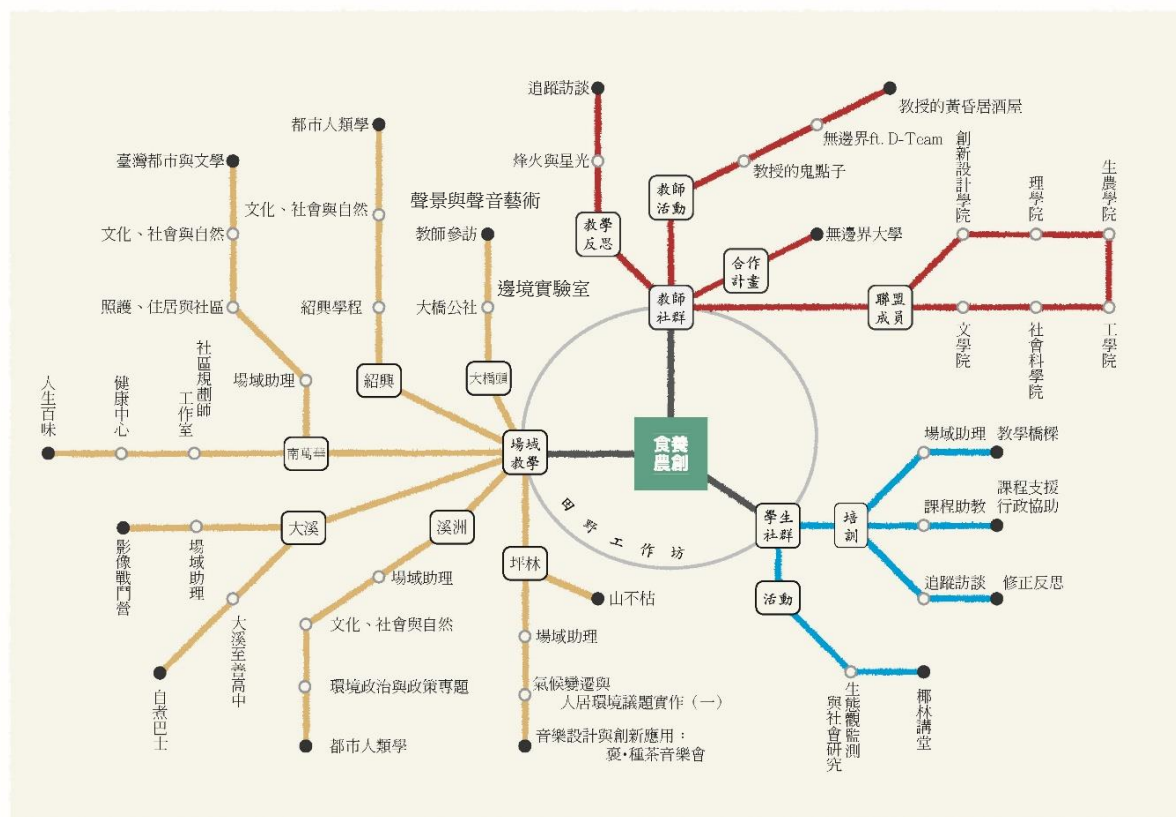 追蹤訪談
教授的黃昏居酒屋
都市人類學
無邊界ft. D-Team
臺灣都市與文學
烽火與星光
教授的鬼點子
創新
設計學院
理學院
生農學院
文化、社會與自然
聲景與聲音藝術
教師
活動
教學
反思
文化、社會與自然
教師參訪
無邊界大學
合作
計畫
邊境實驗室
照護、住居與社區
紹興學程
大橋公社
教師
社群
聯盟
成員
文學院
社會科學院
工學院
社區規劃師
工作室
場域助理
紹興
大橋頭
人生百味
健康中心
南萬華
場域
教學
食養
農創
場域助理
教學橋樑
課程支援
行政協助
大溪
溪洲
田野工作坊
學生
社群
培訓
課程助教
影像戰鬥營
場域助理
坪林
場域助理
山不枯
活動
追蹤訪談
修正反思
大溪至善高中
文化、社會與自然
場域助理
自煮巴士
環境政治與政策專題
氣候變遷與
人居環境議題實作（一）
生態觀監測
與社會研究
椰林講堂
都市人類學
音樂設計與創新應用：
褒•種茶音樂會